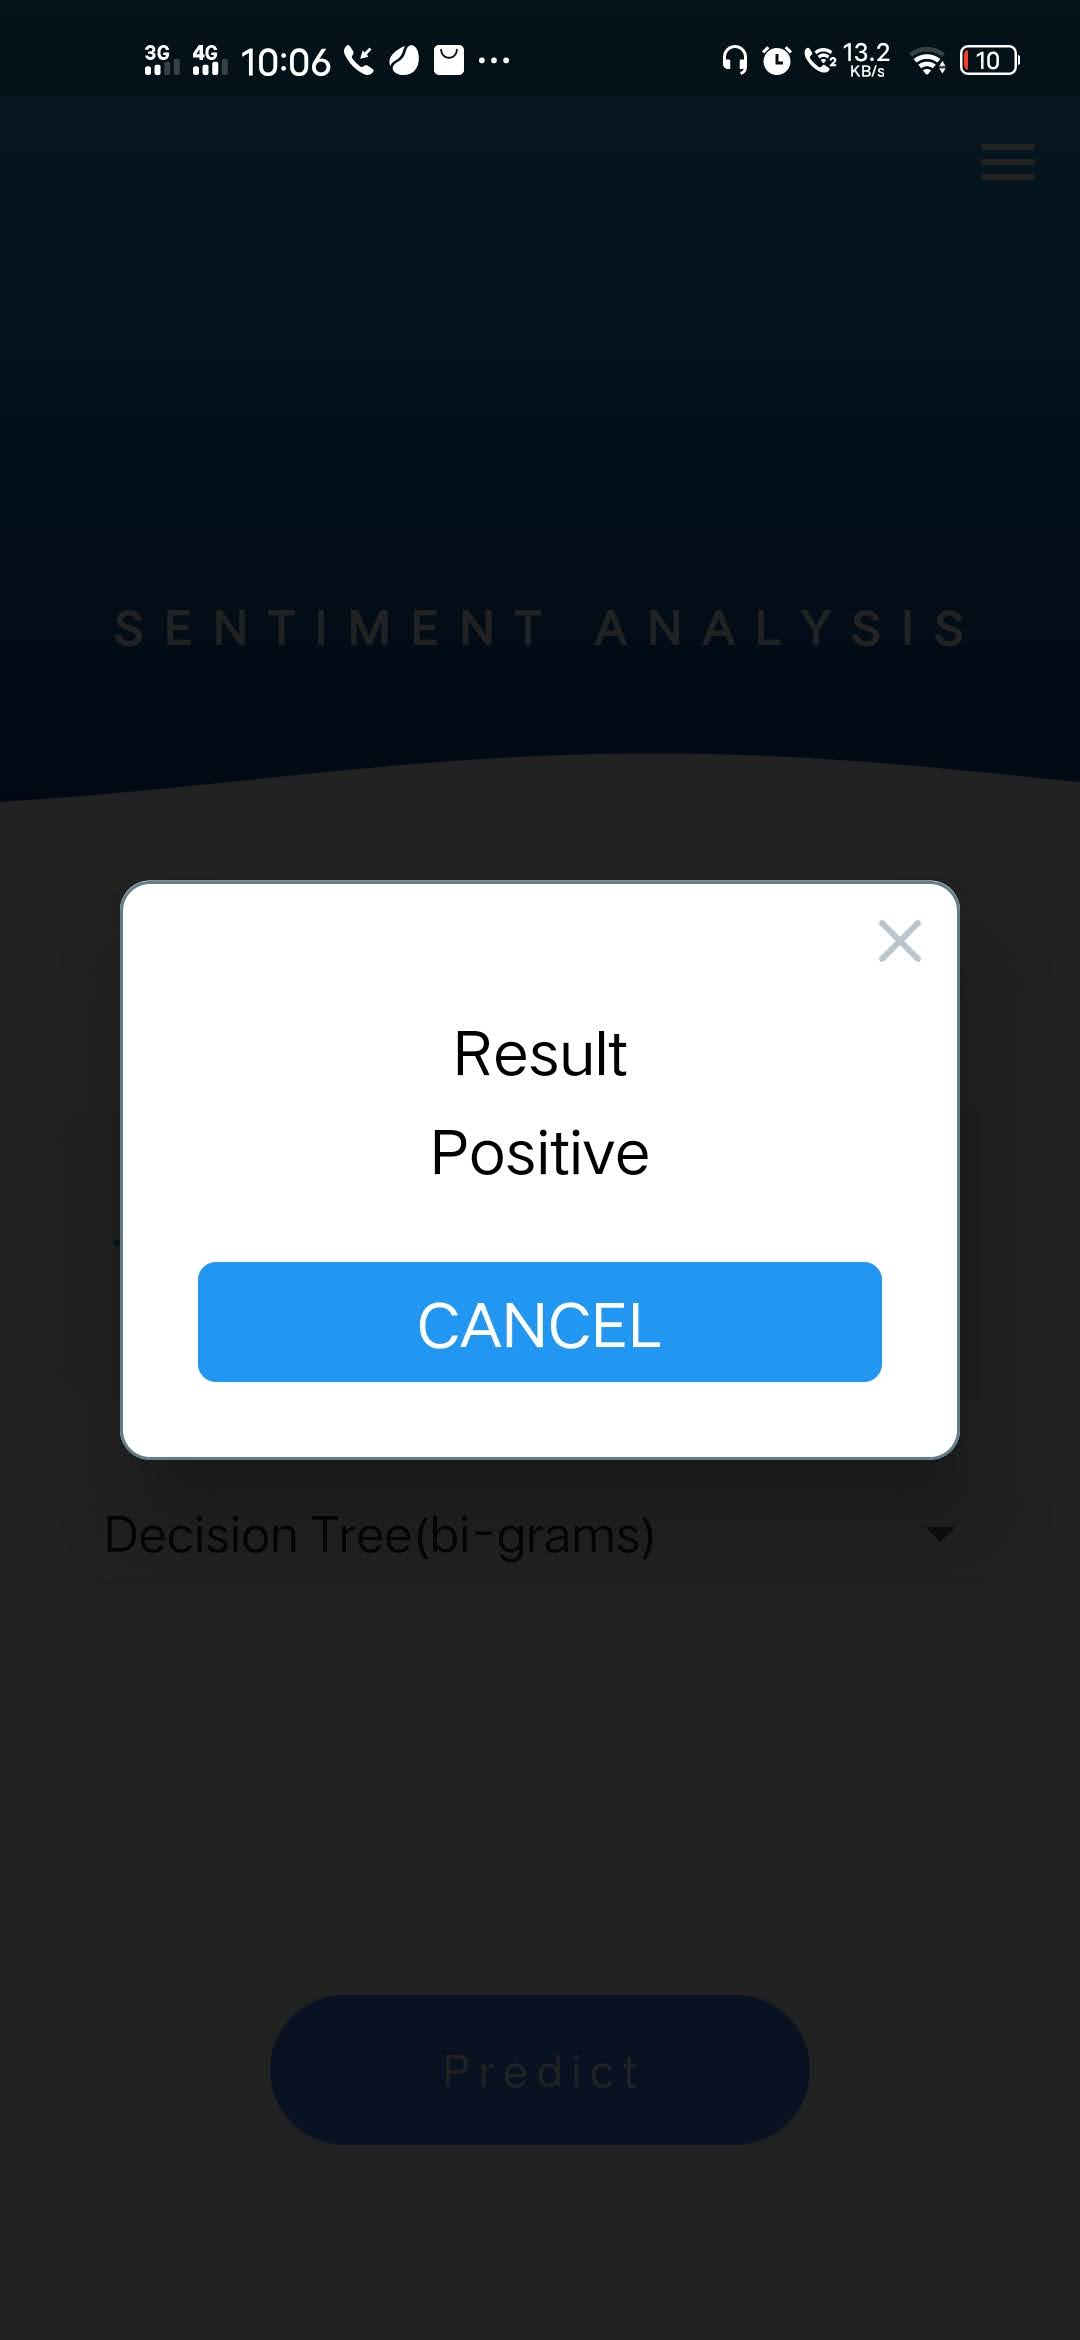 3G 4G 10:06 13.2 KB/s 10
SENTIMENT ANALYSIS
Result
Positive
CANCEL
Decision Tree(bi-grams)
Predict